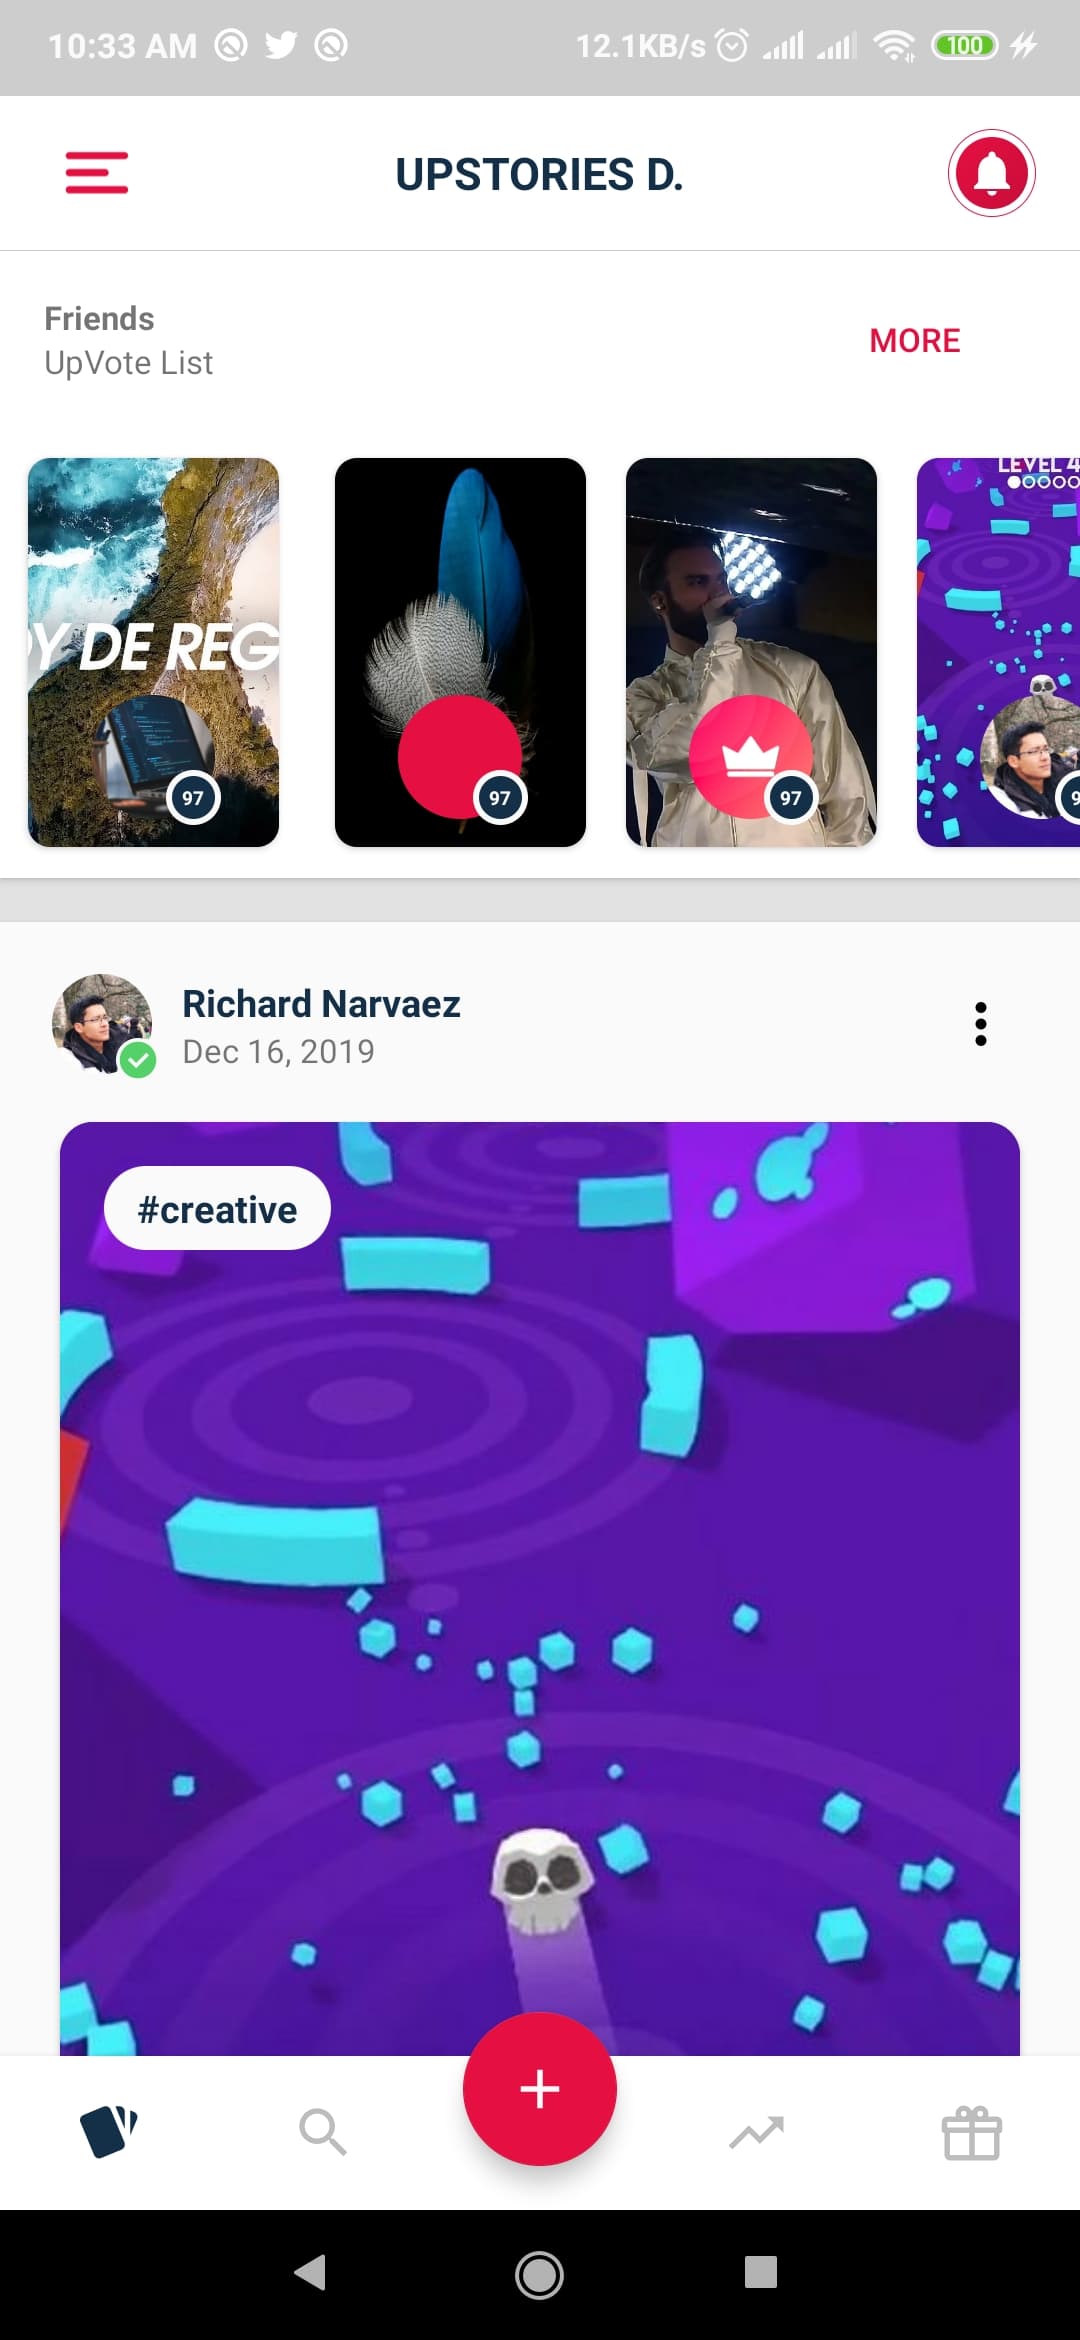 10:33 AM
12.1KB/s
100
UPSTORIES D.
Friends
UpVote List
MORE
Y DE REG
LEVEL 4
97
97
97
9
Richard Narvaez
Dec 16, 2019
#creative